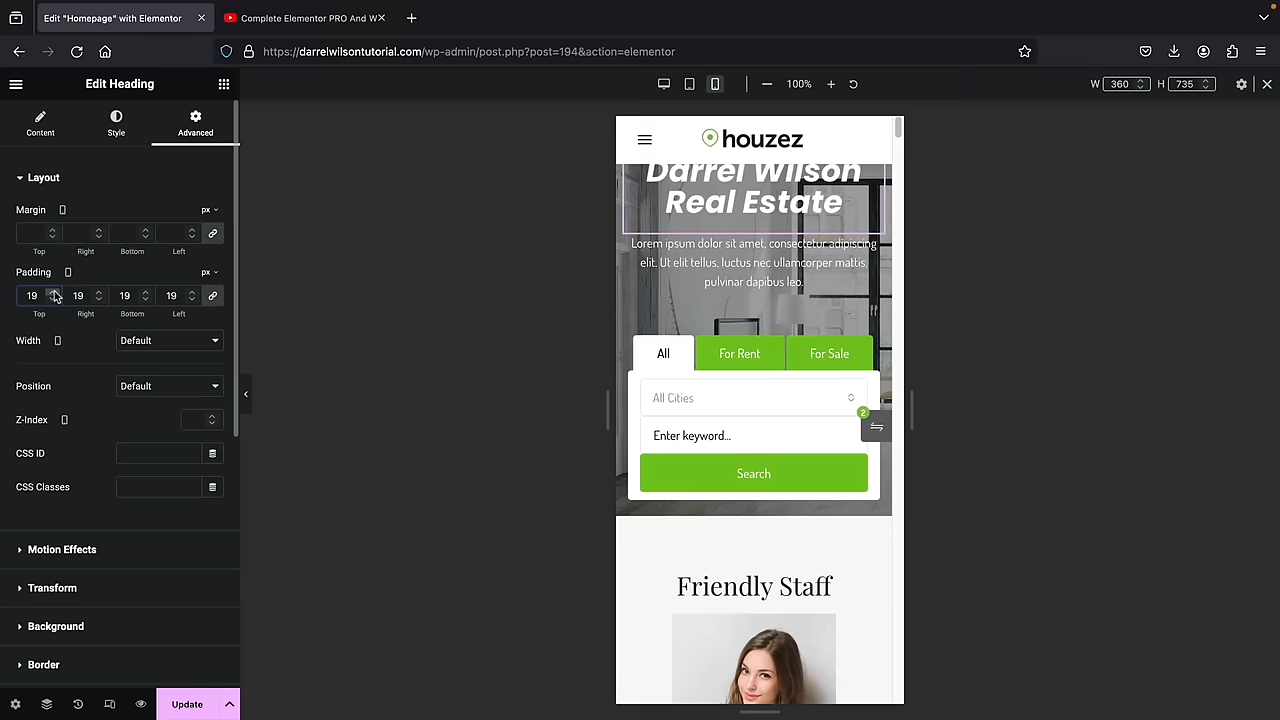 Edit "Homepage" with Elementor
Complete Elementor PRO And W
https://darrelwilsontutorial.com/wp-admin/post.php?post=194&action=elementor
Edit Heading
100%
W 360 H 735
Content Style Advanced
Layout
Margin px
Top Right Bottom Left
Padding px
19 19 19 19
Top Right Bottom Left
Width Default
Position Default
Z-Index
CSS ID
CSS Classes
Motion Effects
Transform
Background
Border
Update
houzez
Darrel Wilson
Real Estate
Lorem ipsum dolor sit amet, consectetur adipiscing
elit. Ut elit tellus, luctus nec ullamcorper mattis,
pulvinar dapibus leo.
All For Rent For Sale
All Cities
2
Enter keyword...
Search
Friendly Staff